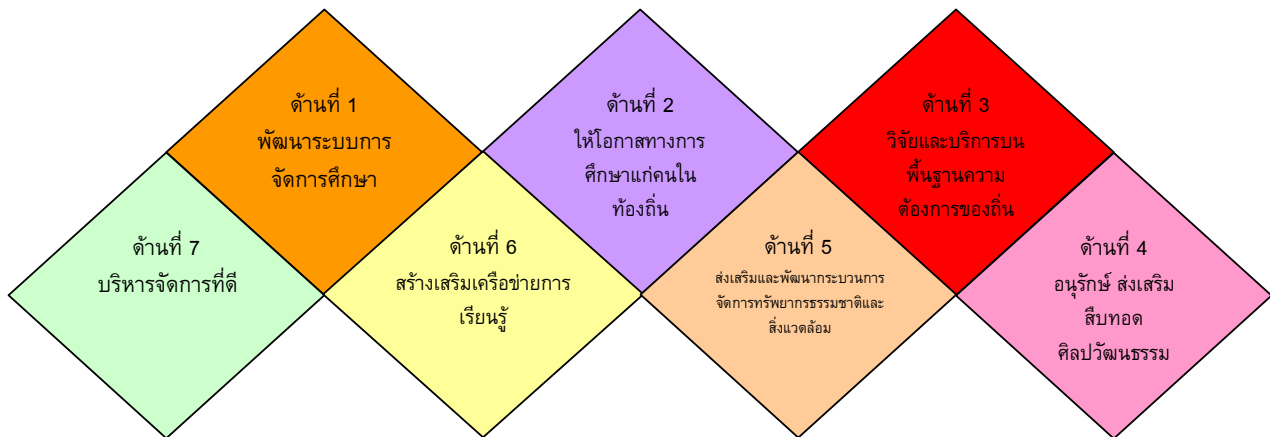 ด้านที่ 1
พัฒนาระบบการ
จัดการศึกษา
ด้านที่ 2
ให้โอกาสทางการ
ศึกษาแก่คนใน
ท้องถิ่น
ด้านที่ 3
วิจัยและบริการบน
พื้นฐานความ
ต้องการของถิ่น
ด้านที่ 7
บริหารจัดการที่ดี
ด้านที่ 6
สร้างเสริมเครือข่ายการ
เรียนรู้
ด้านที่ 5
ส่งเสริมและพัฒนากระบวนการ
จัดการทรัพยากรธรรมชาติและ
สิ่งแวดล้อม
ด้านที่ 4
อนุรักษ์ ส่งเสริม
สืบทอด
ศิลปวัฒนธรรม